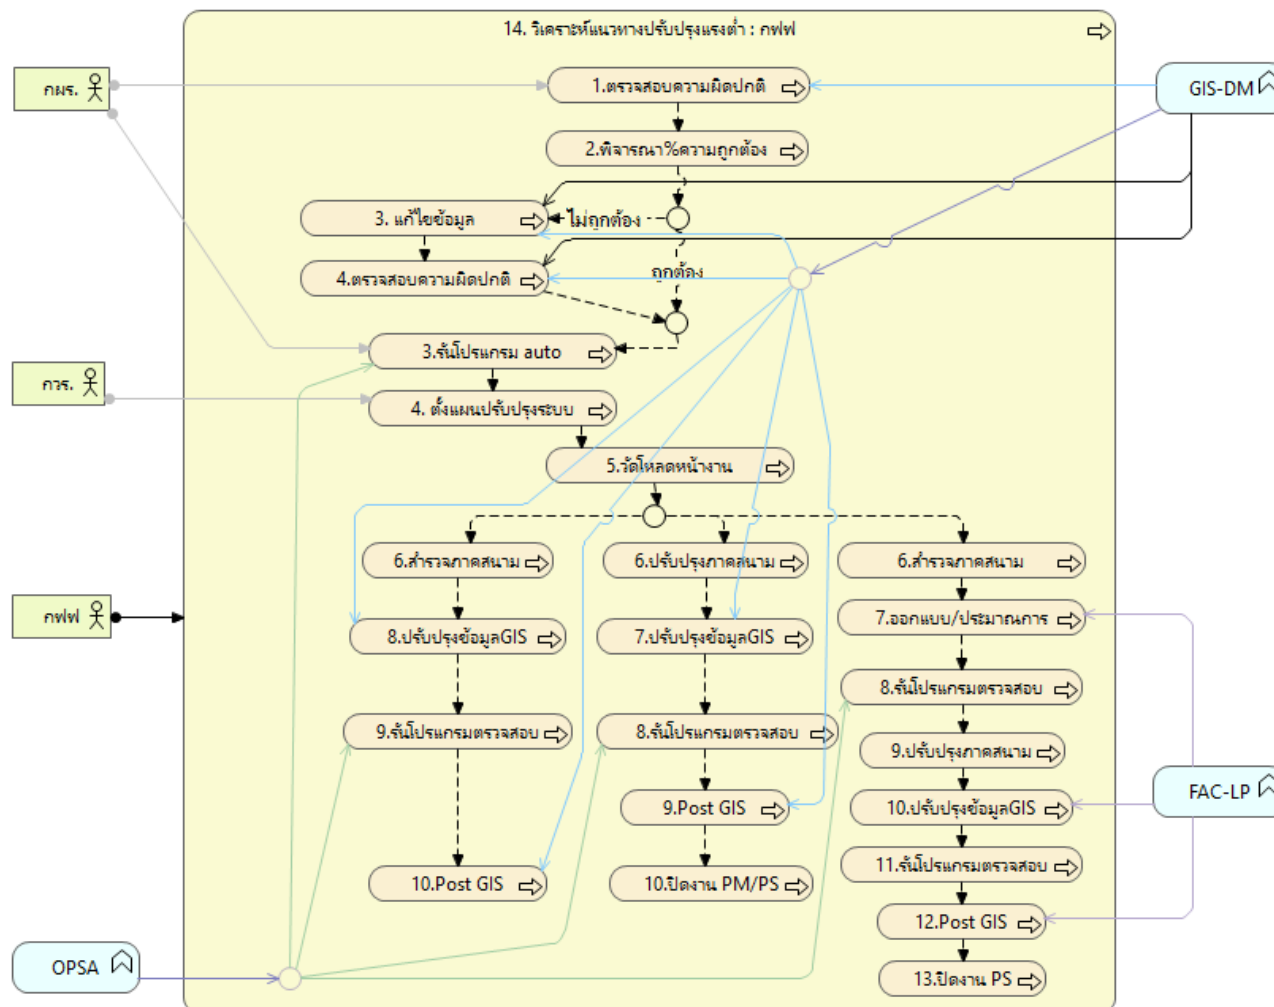 14. วิเคราะห์แนวทางปรับปรุงแรงต่ำ : กฟฟ
กผร.
1.ตรวจสอบความผิดปกติ
GIS-DM
2.พิจารณา%ความถูกต้อง
3. แก้ไขข้อมูล
ไม่ถูกต้อง
4.ตรวจสอบความผิดปกติ
ถูกต้อง
3.รันโปรแกรม auto
กวร.
4. ตั้งแผนปรับปรุงระบบ
5.วัดโหลดหน้างาน
6.สำรวจภาคสนาม
6.ปรับปรุงภาคสนาม
6.สำรวจภาคสนาม
กฟฟ
7.ออกแบบ/ประมาณการ
8.ปรับปรุงข้อมูลGIS
7.ปรับปรุงข้อมูลGIS
8.รันโปรแกรมตรวจสอบ
9.รันโปรแกรมตรวจสอบ
8.รันโปรแกรมตรวจสอบ
9.ปรับปรุงภาคสนาม
FAC-LP
9.Post GIS
10.ปรับปรุงข้อมูลGIS
11.รันโปรแกรมตรวจสอบ
10.Post GIS
10.ปิดงาน PM/PS
12.Post GIS
OPSA
13.ปิดงาน PS